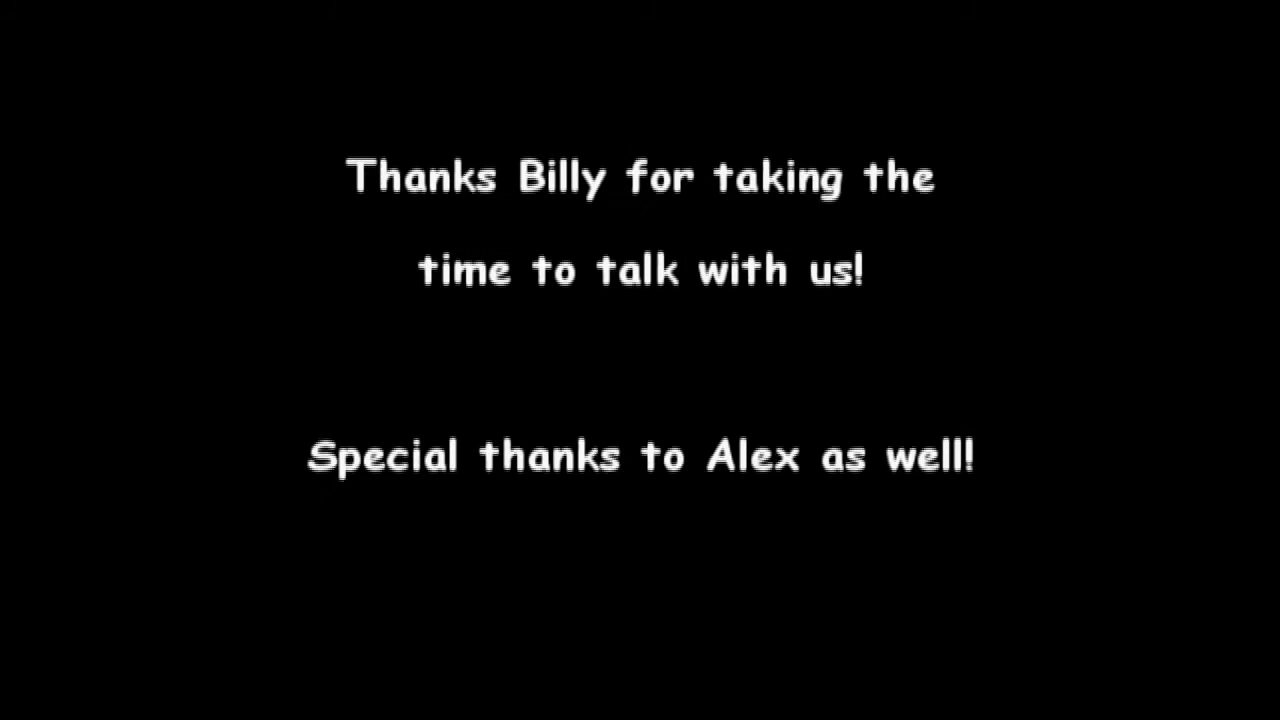 Thanks Billy for taking the
time to talk with us!
Special thanks to Alex as well!